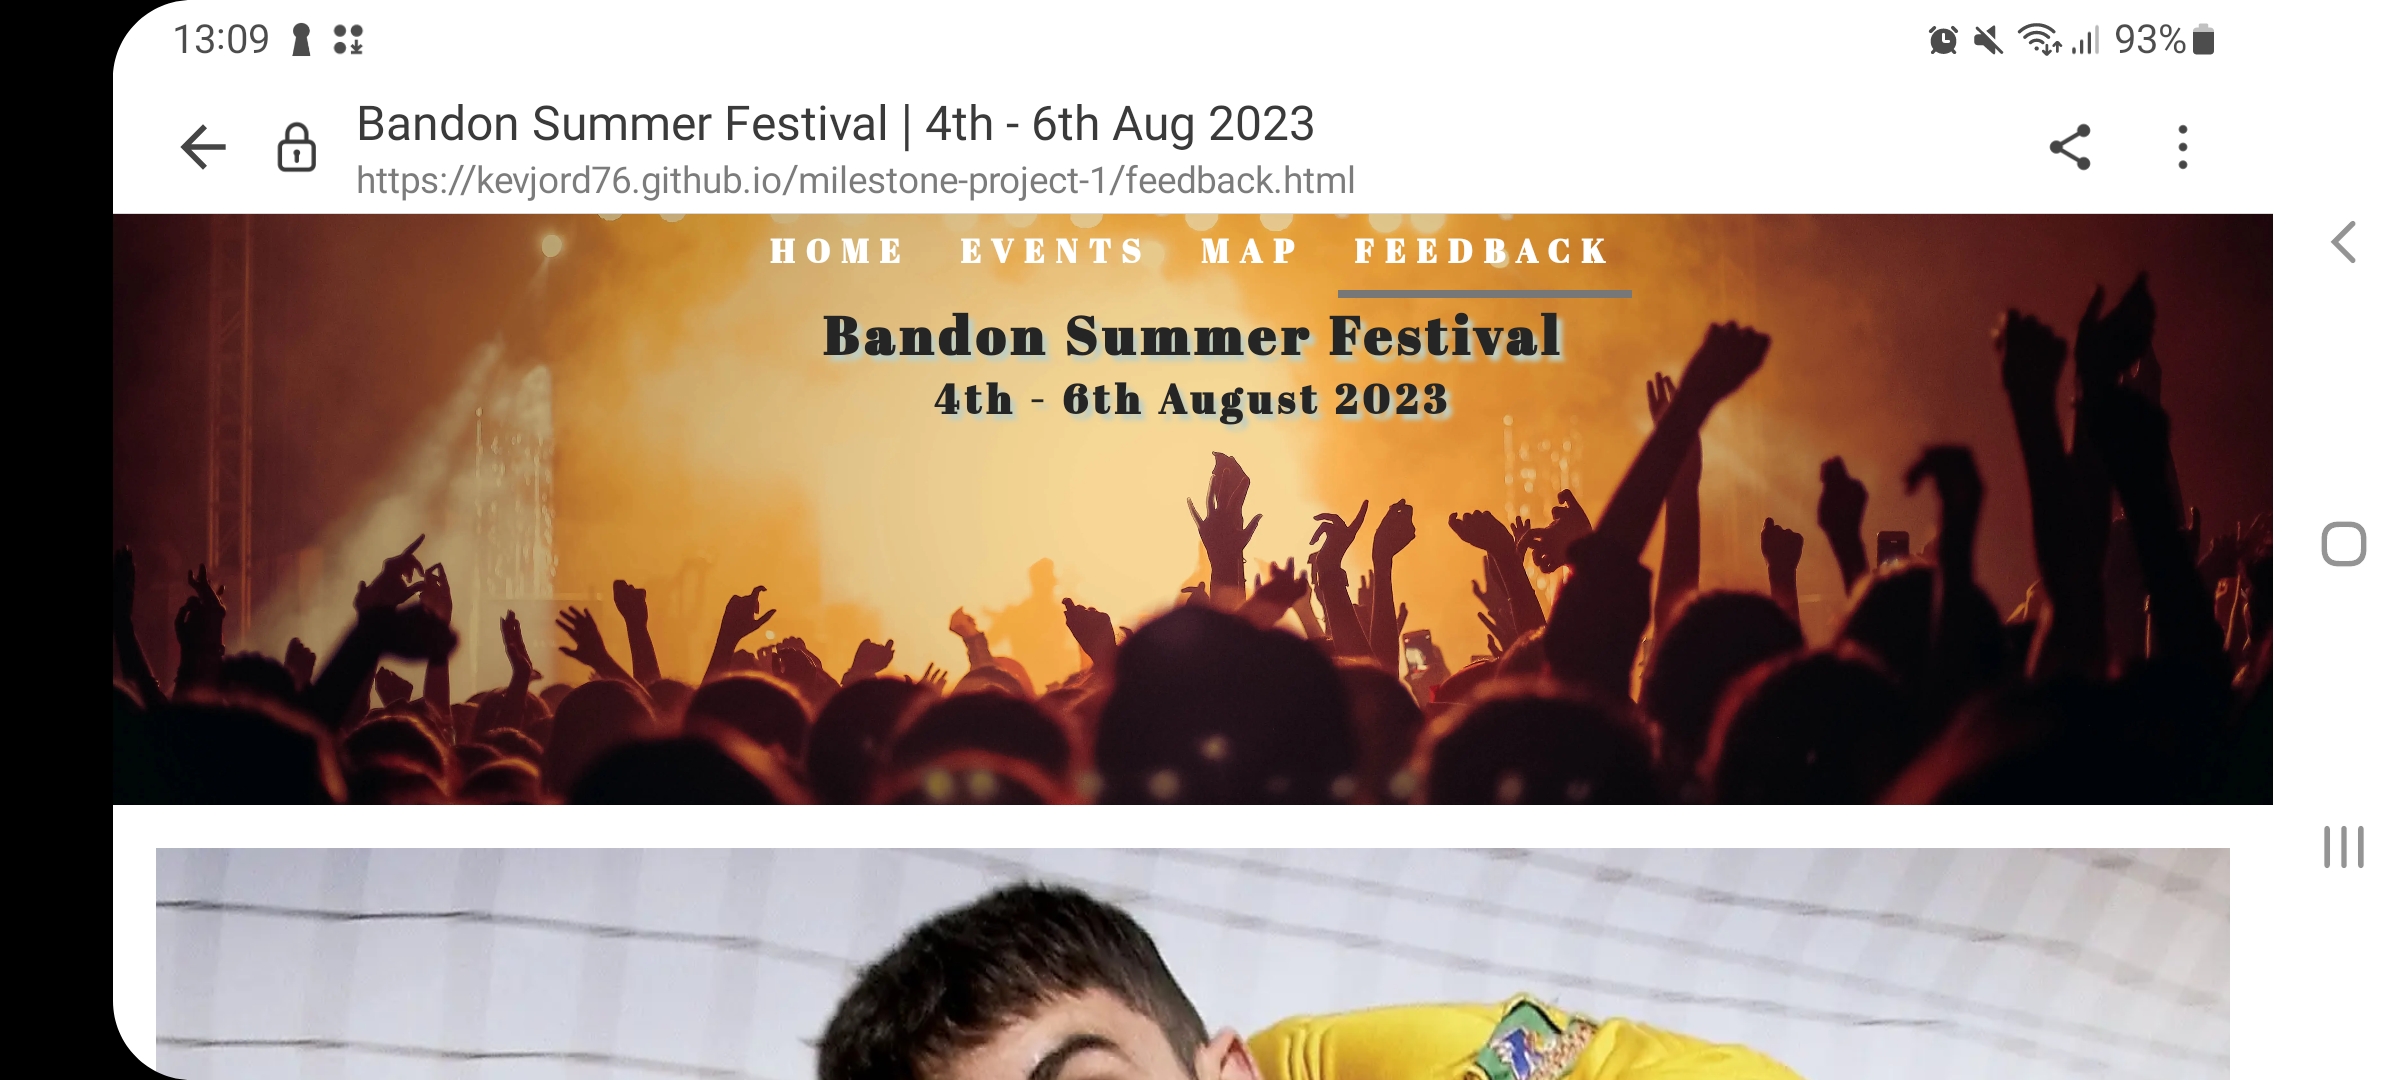 13:09
93%
Bandon Summer Festival | 4th - 6th Aug 2023
https://kevjord76.github.io/milestone-project-1/feedback.html
HOME EVENTS MAP FEEDBACK
Bandon Summer Festival
4th - 6th August 2023